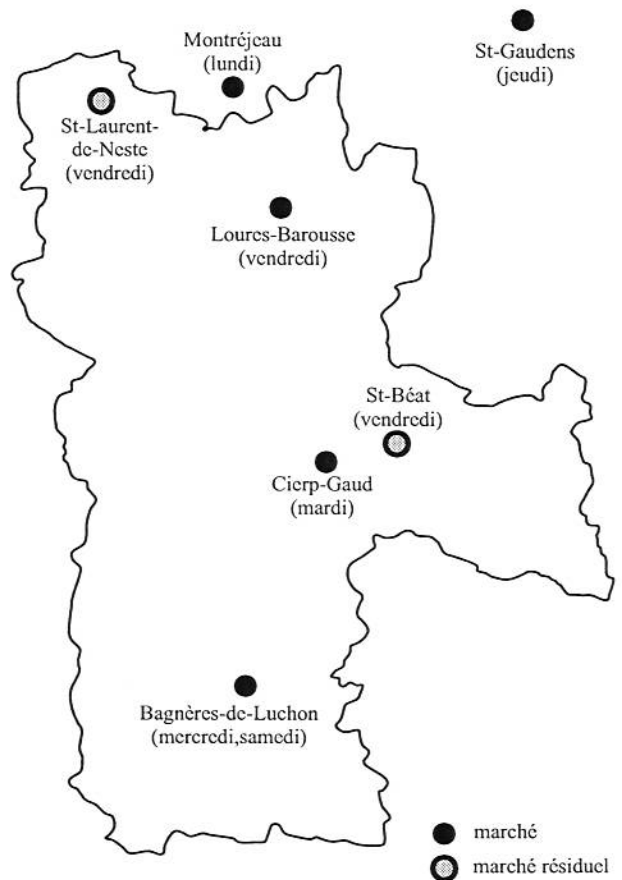 Montréjeau
(lundi)
St-Gaudens
(jeudi)
St-Laurent-
de-Neste
(vendredi)
Loures-Barousse
(vendredi)
St-Béat
(vendredi)
Cierp-Gaud
(mardi)
Bagnères-de-Luchon
(mercredi,samedi)
marché
marché résiduel